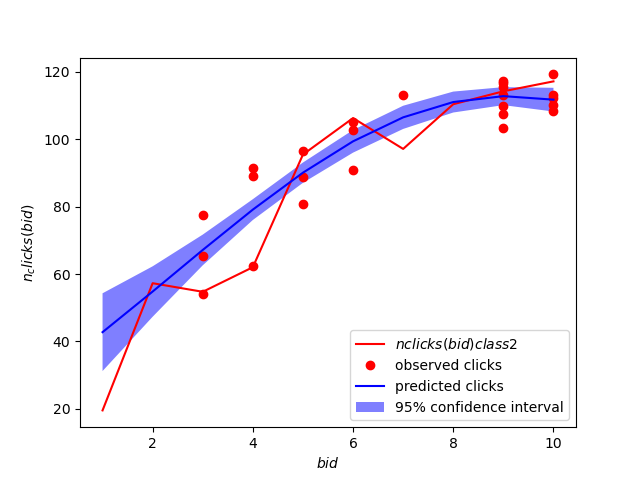 120
100
80
60
40
20
n_clicks(bid)
nclicks(bid)class2
observed clicks
predicted clicks
95% confidence interval
2 4 6 8 10
bid